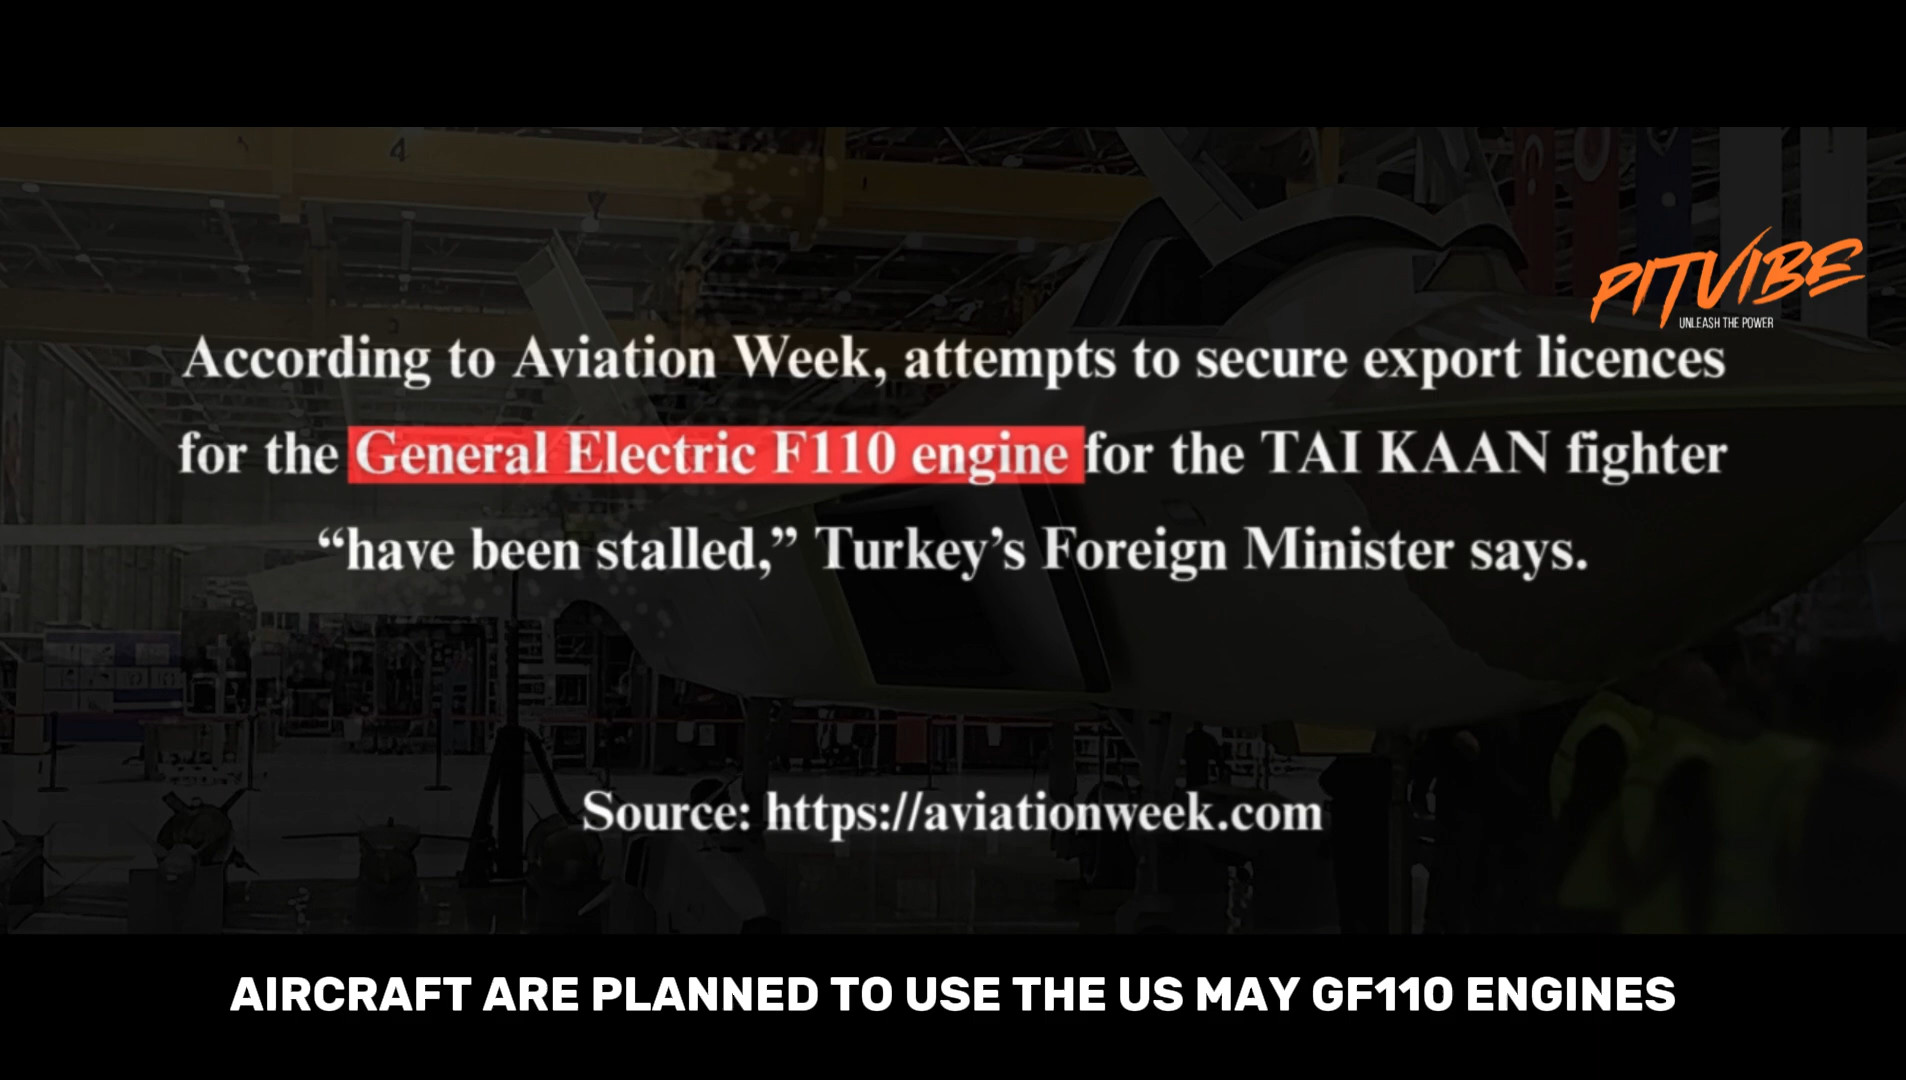 PITVIBE
UNLEASH THE POWER
According to Aviation Week, attempts to secure export licences
for the General Electric F110 engine for the TAI KAAN fighter
“have been stalled,” Turkey’s Foreign Minister says.
Source: https://aviationweek.com
AIRCRAFT ARE PLANNED TO USE THE US MAY GF110 ENGINES